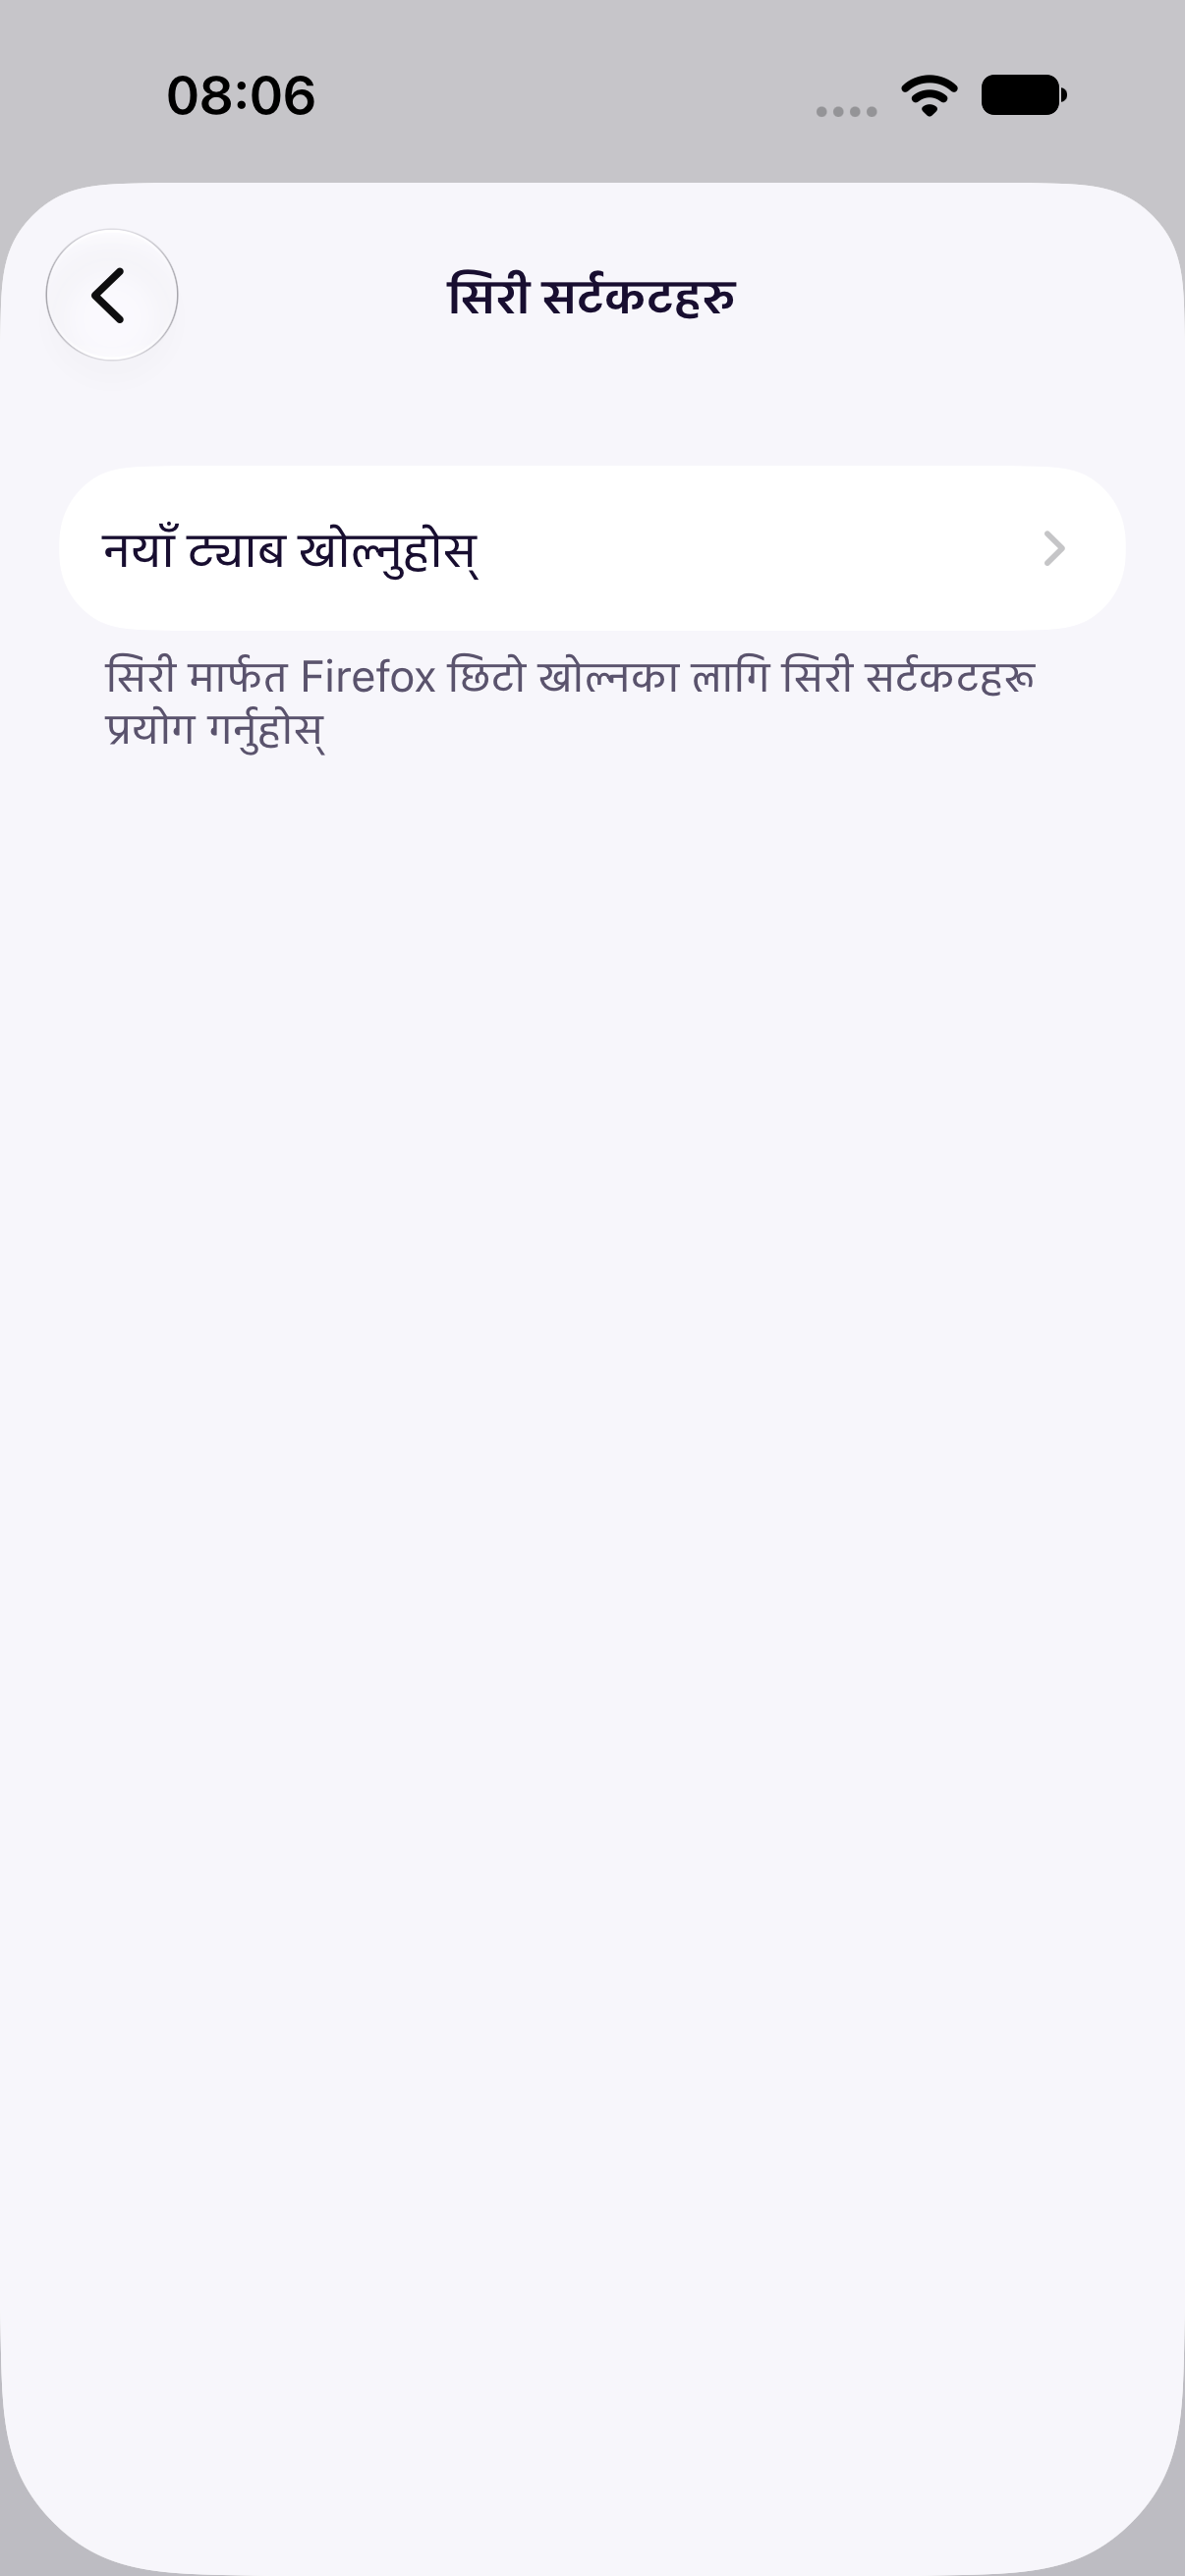 08:06
सिरी सर्टकटहरु
नयाँ ट्याब खोल्नुहोस्
सिरी मार्फत Firefox छिटो खोल्नका लागि सिरी सर्टकटहरू
प्रयोग गर्नुहोस्